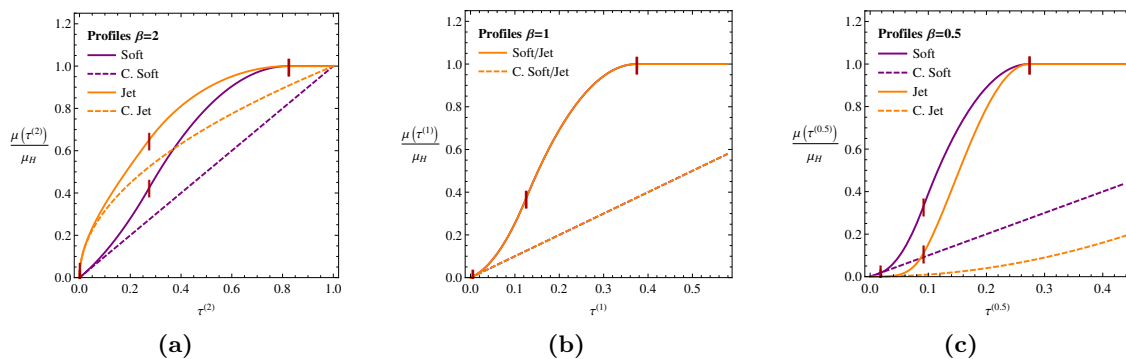 Profiles β=2
Soft
C. Soft
Jet
C. Jet
μ(τ^(2))
μ_H
1.2
1.0
0.8
0.6
0.4
0.2
0.0
0.0 0.2 0.4 0.6 0.8 1.0
τ^(2)
(a)
Profiles β=1
Soft/Jet
C. Soft/Jet
μ(τ^(1))
μ_H
1.2
1.0
0.8
0.6
0.4
0.2
0.0
0.0 0.1 0.2 0.3 0.4 0.5
τ^(1)
(b)
Profiles β=0.5
Soft
C. Soft
Jet
C. Jet
μ(τ^(0.5))
μ_H
1.2
1.0
0.8
0.6
0.4
0.2
0.0
0.0 0.1 0.2 0.3 0.4
τ^(0.5)
(c)